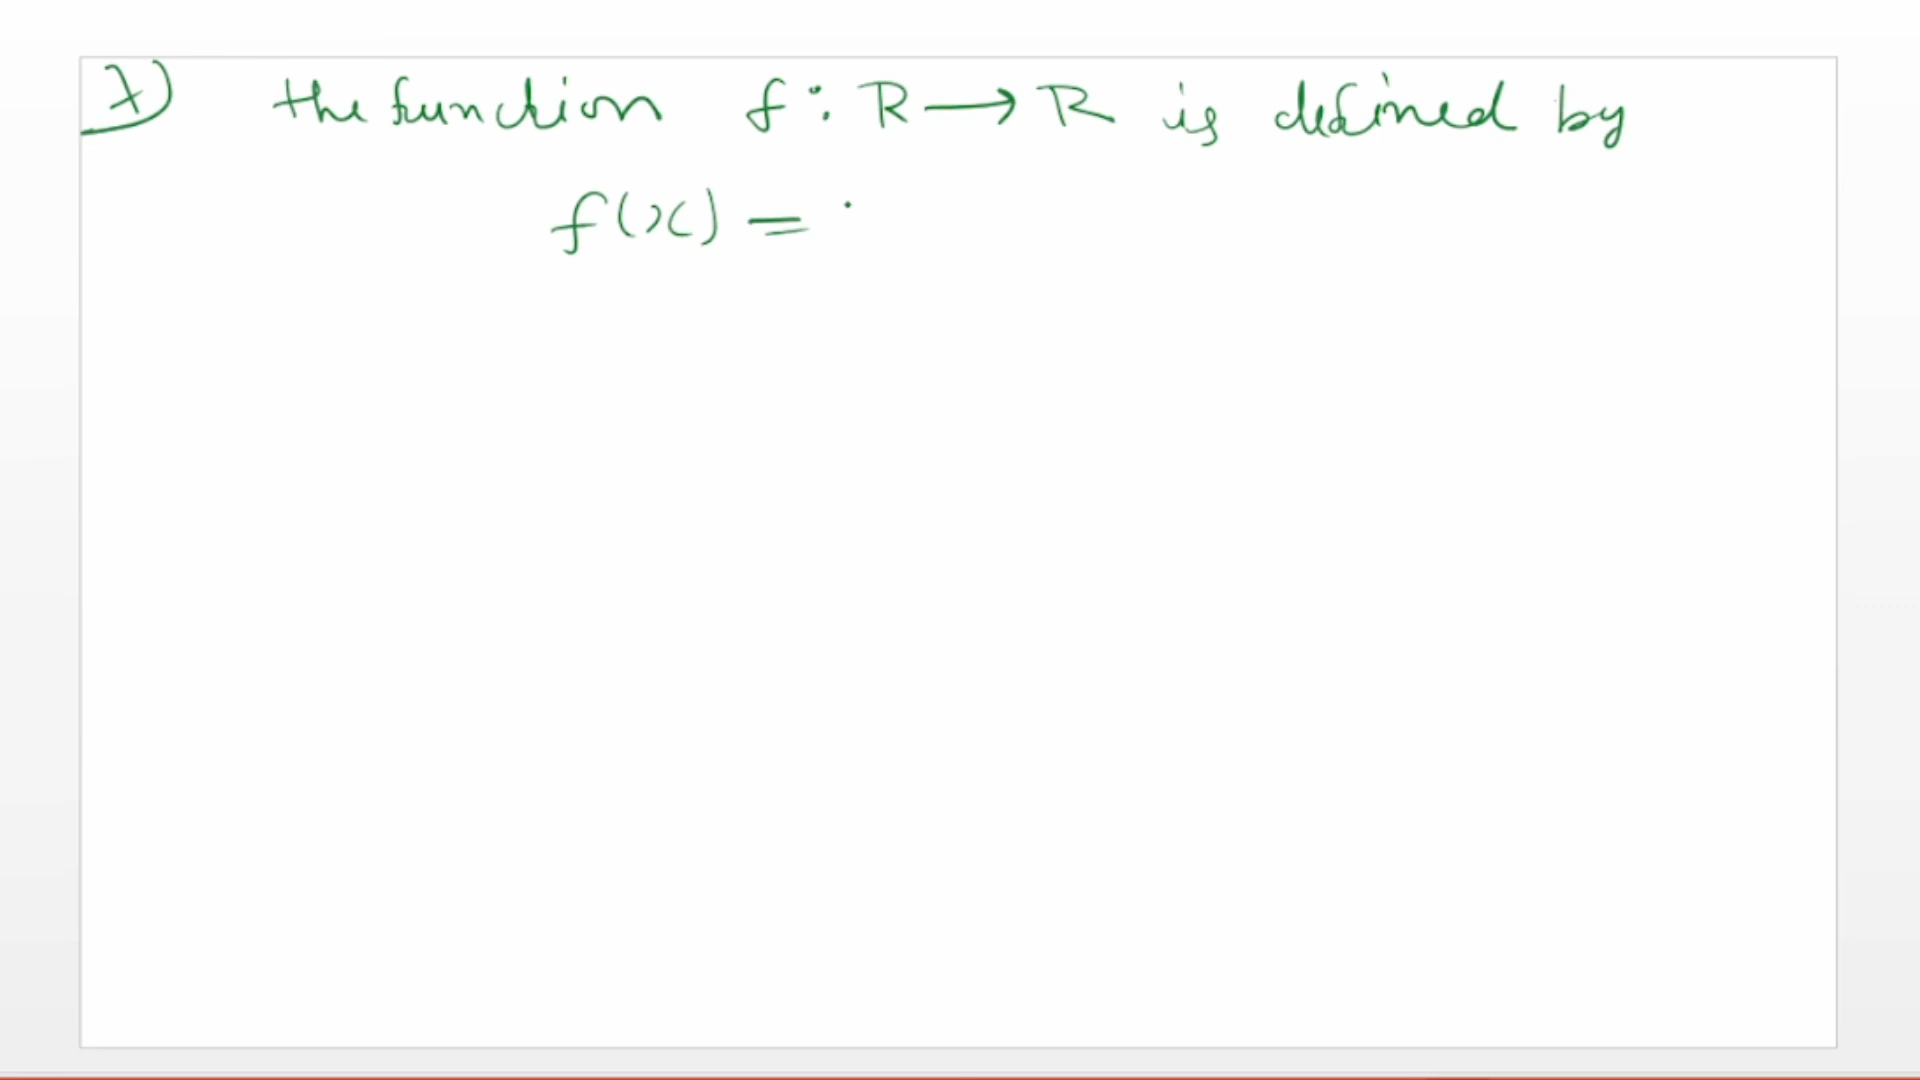 7) the function f : R → R is defined by
f(x) =